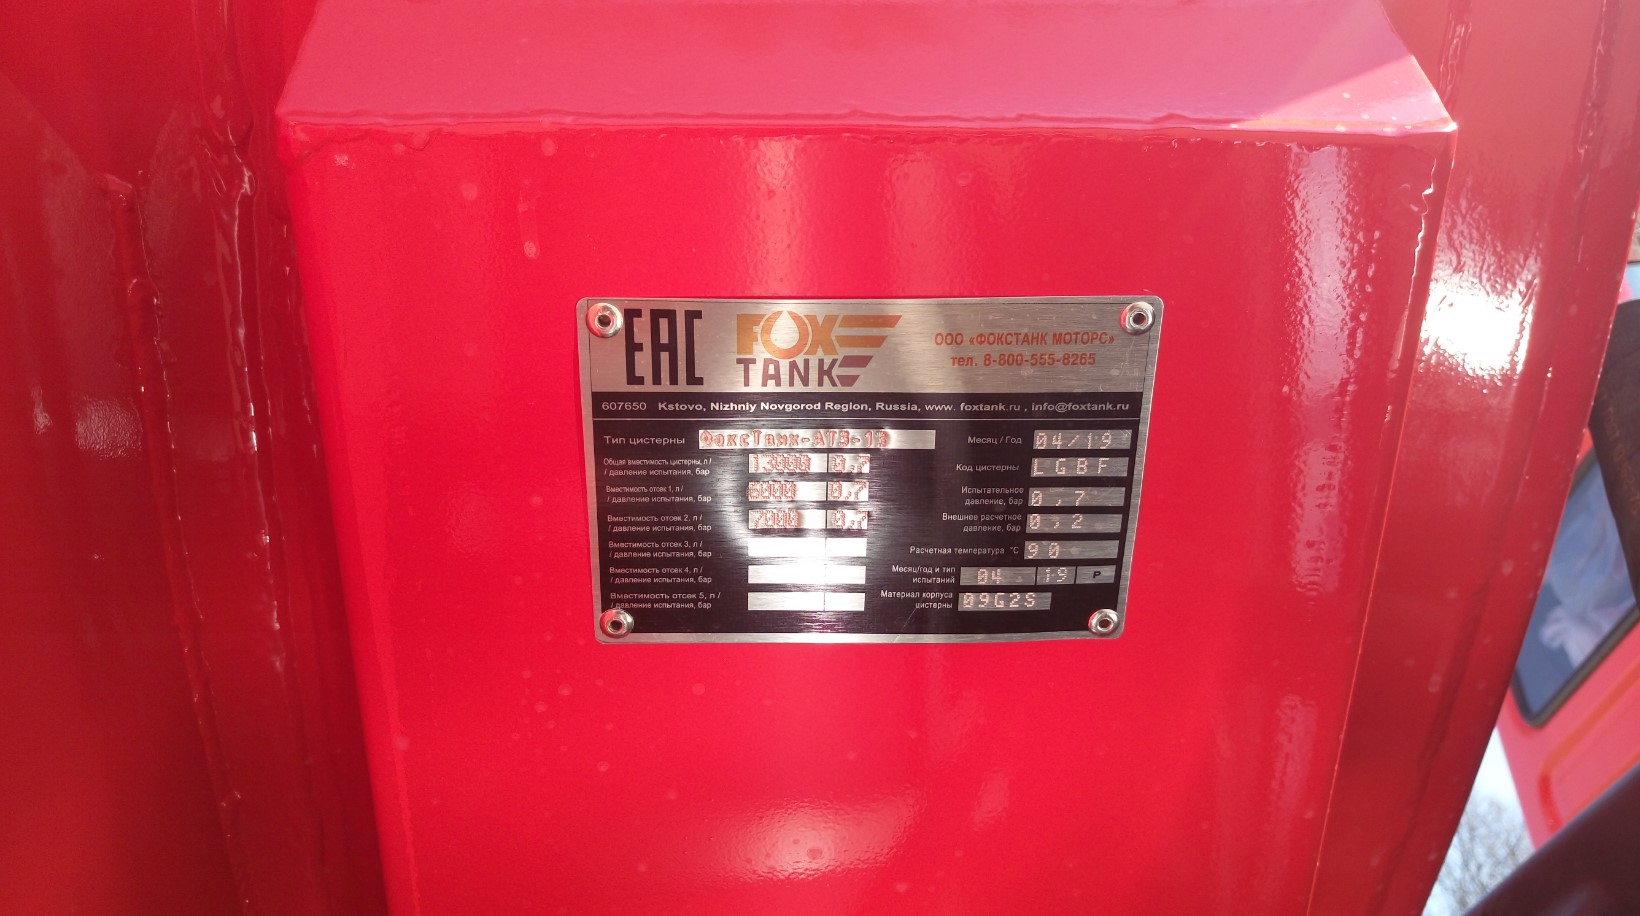 EAC FOX TANK
ООО «ФОКСТАНК МОТОРС»
тел. 8-800-555-8265
607650 Kstovo, Nizhniy Novgorod Region, Russia, www. foxtank.ru , info@foxtank.ru
Тип цистерны ФоксТанк-АТЗ-13
Общая вместимость цистерны, л / / давление испытания, бар 13000 0,7
Вместимость отсек 1, л / / давление испытания, бар 6000 0,7
Вместимость отсек 2, л / / давление испытания, бар 7000 0,7
Вместимость отсек 3, л / / давление испытания, бар
Вместимость отсек 4, л / / давление испытания, бар
Вместимость отсек 5, л / / давление испытания, бар
Месяц / Год 04/19
Код цистерны LGBF
Испытательное давление, бар 0,7
Внешнее расчетное давление, бар 0,2
Расчетная температура °С 90
Месяц/год и тип испытаний 04 19 P
Материал корпуса цистерны 09G2S